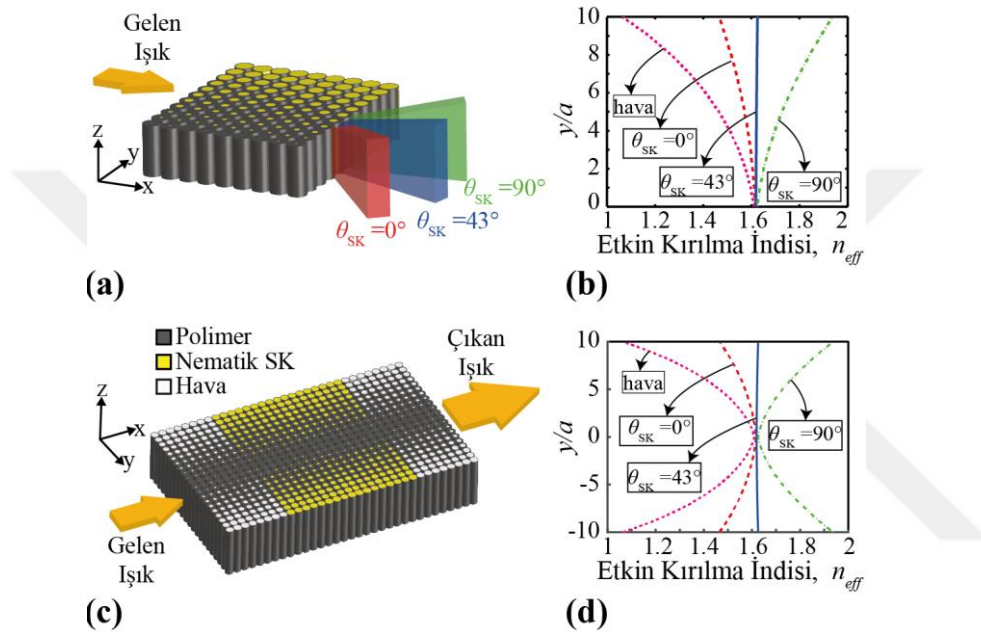 Gelen
Işık
z
y
x
θSK =90°
θSK =43°
θSK =0°
(a)
(b)
10
8
6
4
2
0
y/a
hava
θSK =0°
θSK =43°
θSK =90°
1 1.2 1.4 1.6 1.8 2
Etkin Kırılma İndisi, neff
Polimer
Nematik SK
Hava
Çıkan
Işık
z
x
y
Gelen
Işık
(c)
(d)
10
5
0
-5
-10
y/a
hava
θSK =0°
θSK =90°
θSK =43°
1 1.2 1.4 1.6 1.8 2
Etkin Kırılma İndisi, neff